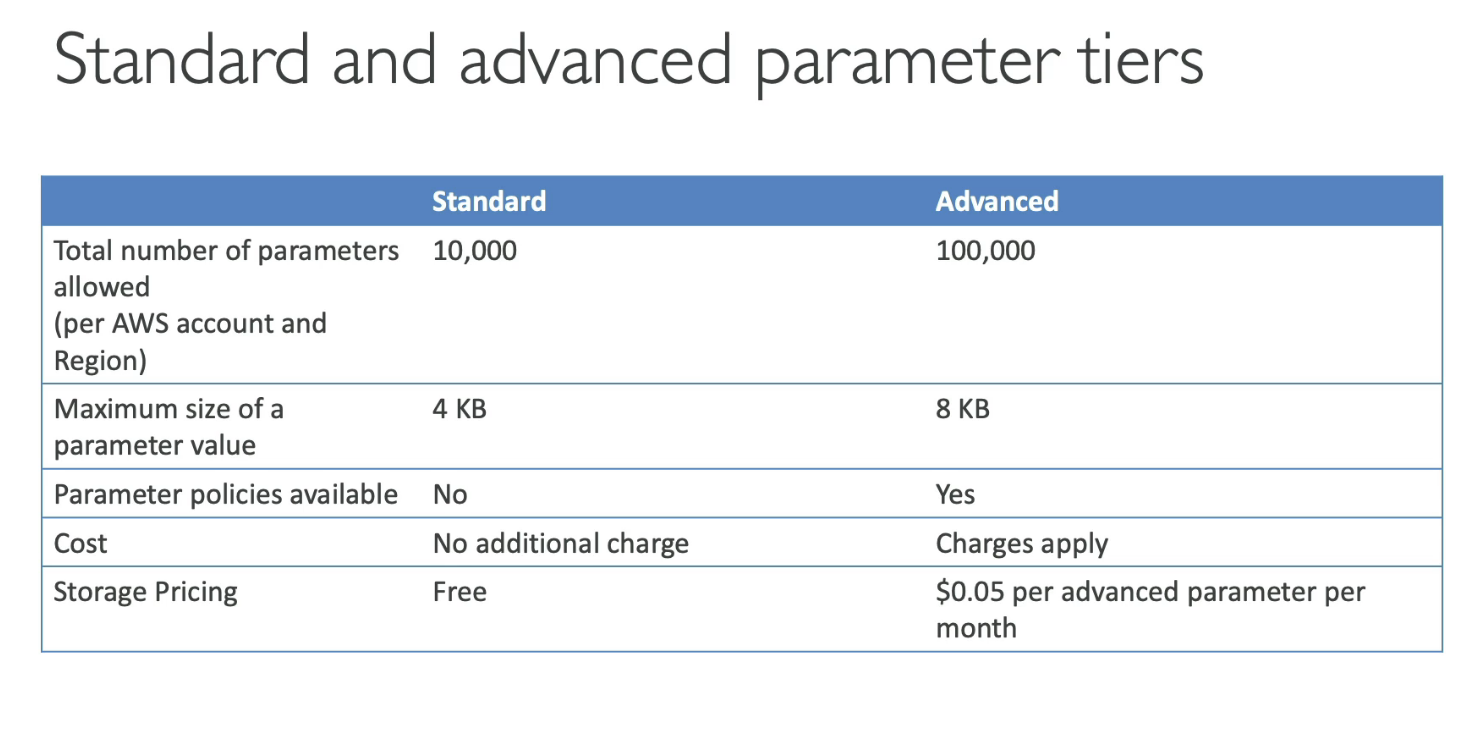 Standard and advanced parameter tiers
Standard Advanced
Total number of parameters 10,000 100,000
allowed
(per AWS account and
Region)
Maximum size of a 4 KB 8 KB
parameter value
Parameter policies available No Yes
Cost No additional charge Charges apply
Storage Pricing Free $0.05 per advanced parameter per
month